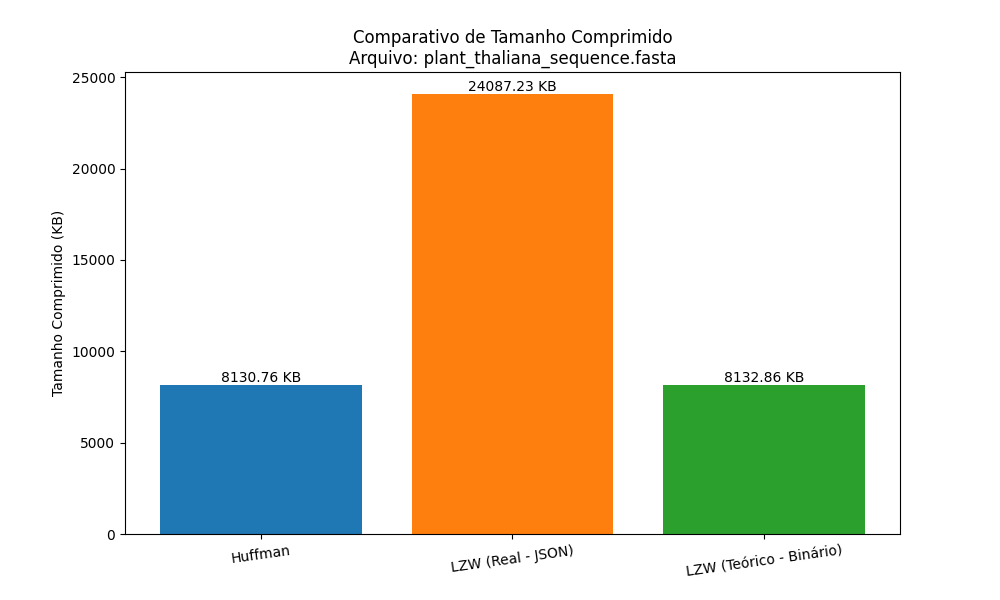 Comparativo de Tamanho Comprimido
Arquivo: plant_thaliana_sequence.fasta
Tamanho Comprimido (KB)
25000
20000
15000
10000
5000
0
8130.76 KB
24087.23 KB
8132.86 KB
Huffman
LZW (Real - JSON)
LZW (Teórico - Binário)